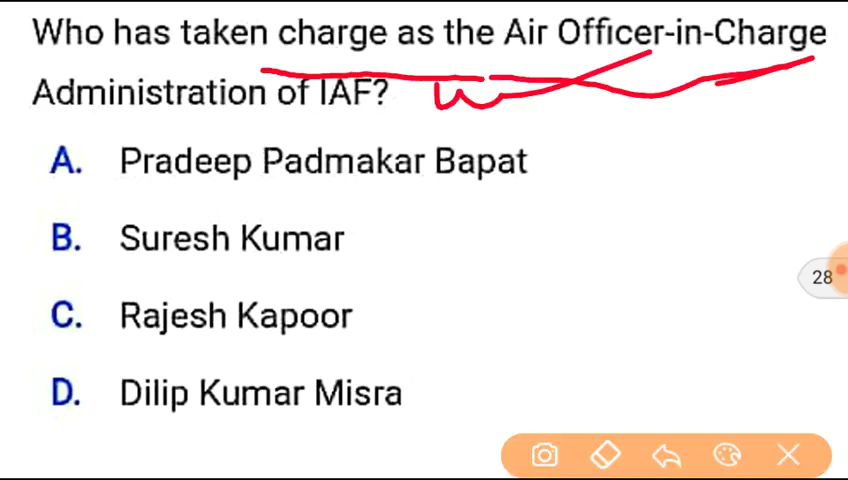 Who has taken charge as the Air Officer-in-Charge
Administration of IAF?
A. Pradeep Padmakar Bapat
B. Suresh Kumar
28
C. Rajesh Kapoor
D. Dilip Kumar Misra